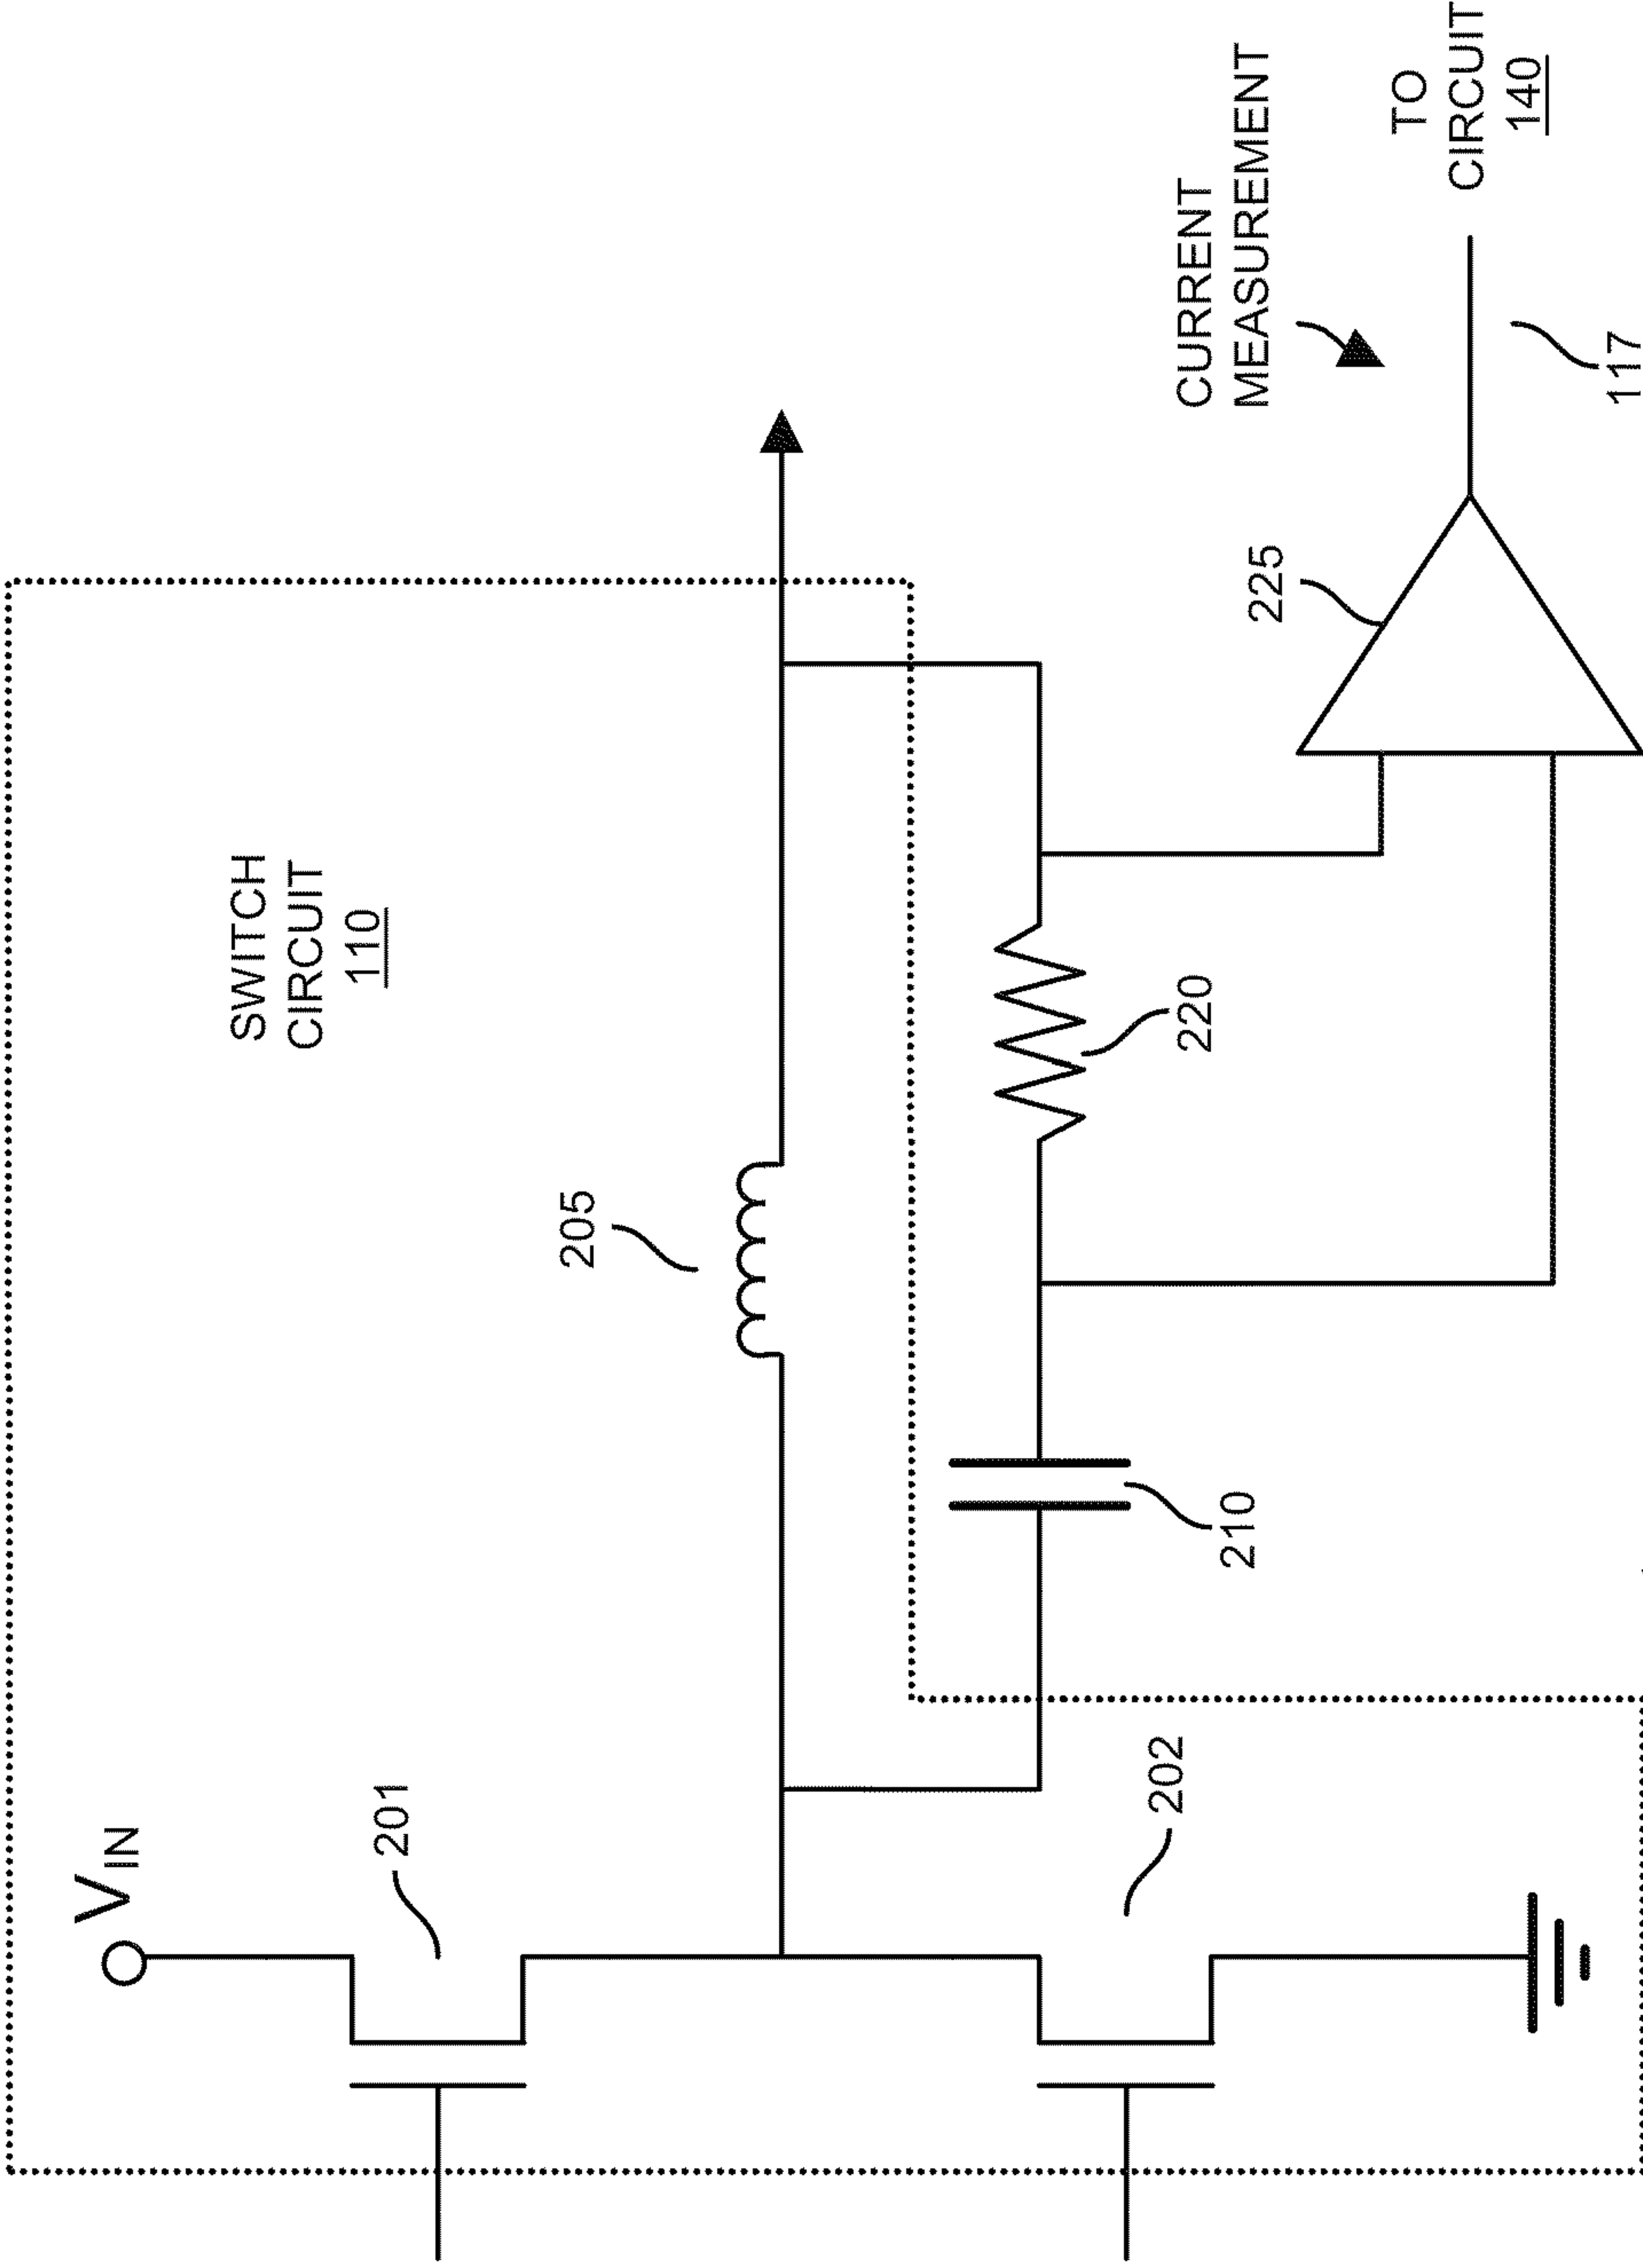 V_IN
SWITCH
CIRCUIT
110
201
205
202
210
220
225
CURRENT
MEASUREMENT
TO
CIRCUIT
140
117